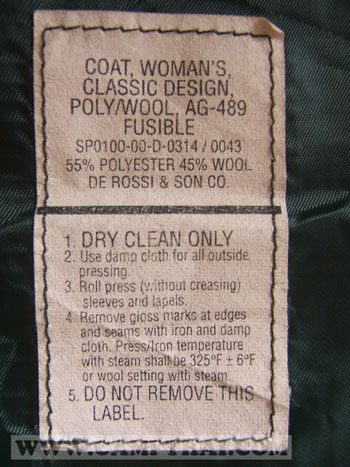 COAT, WOMAN'S,
CLASSIC DESIGN,
POLY/WOOL, AG-489
FUSIBLE
SP0100-00-D-0314 / 0043
55% POLYESTER 45% WOOL
DE ROSSI & SON CO.
1. DRY CLEAN ONLY
2. Use damp cloth for all outside
pressing.
3. Roll press (without creasing)
sleeves and lapels.
4. Remove gloss marks at edges
and seams with iron and damp
cloth. Press/Iron temperature
with steam shall be 325°F ± 6°F
or wool setting with steam.
5. DO NOT REMOVE THIS
LABEL.